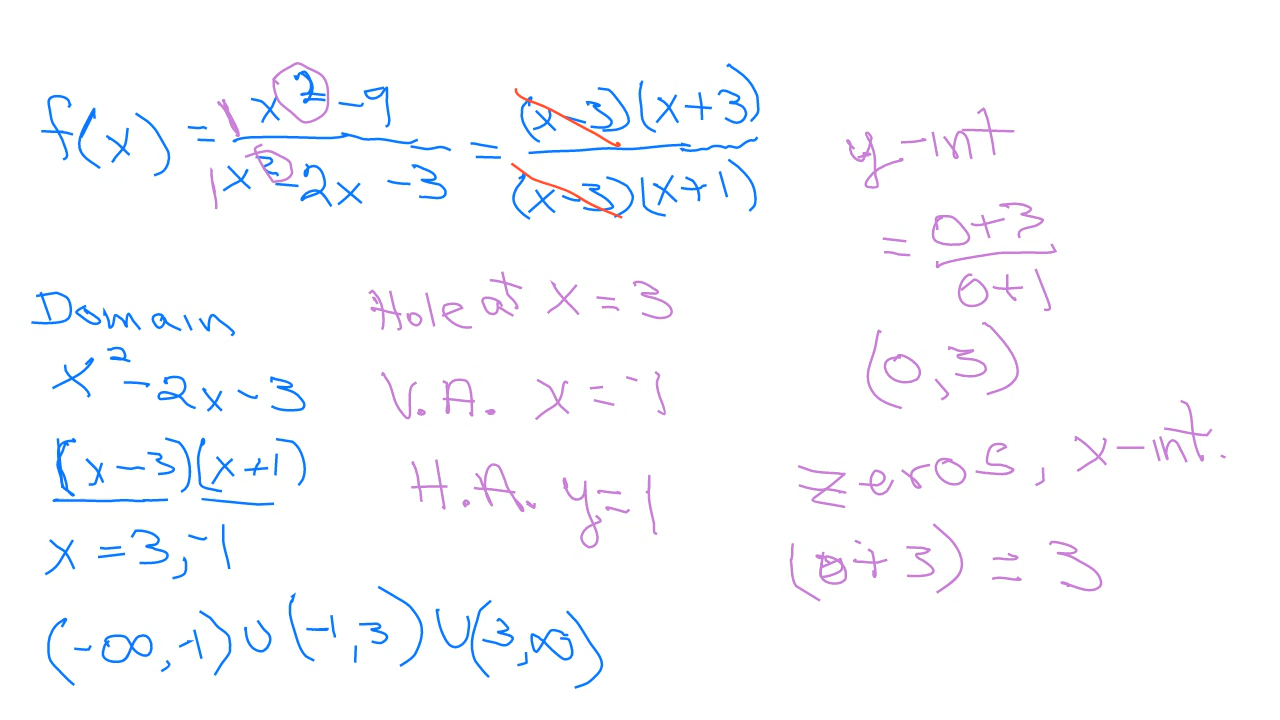 f(x) = 1x²-9 / 1x²-2x-3 = (x-3)(x+3) / (x-3)(x+1)
Domain
x²-2x-3
(x-3)(x+1)
x = 3, -1
(-∞,-1) ∪ (-1,3) ∪ (3,∞)
Hole at x = 3
V.A. x = -1
H.A. y = 1
y-int
= 0+3 / 0+1
(0,3)
zeros, x-int.
(0+3) = 3